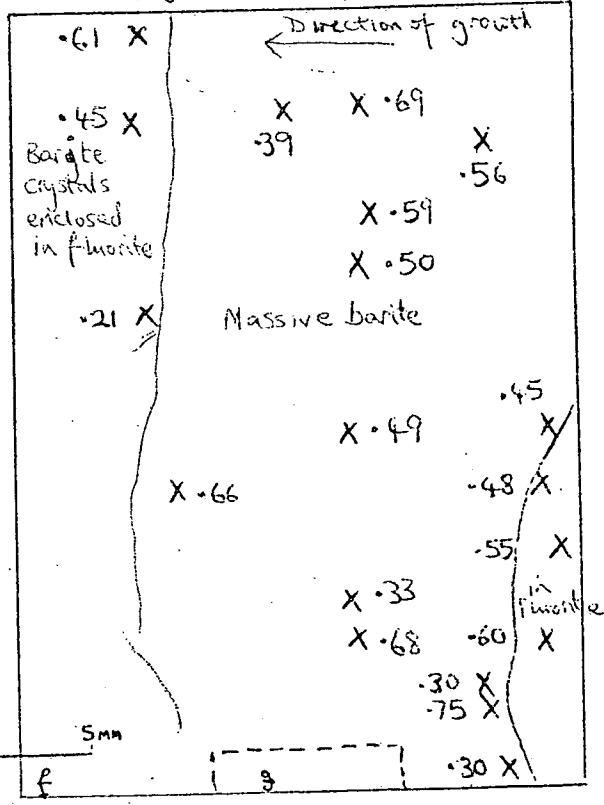 Direction of growth
.61 X
.45 X
X
.39
X .69
X
.56
Barite
crystals
enclosed
in fluorite
X .59
X .50
.21 X
Massive barite
.45
X
X .49
X .66
.48 X
.55 X
in
fluorite
X .33
X .68
.60 X
.30 X
.75 X
.30 X
5mm
f
g